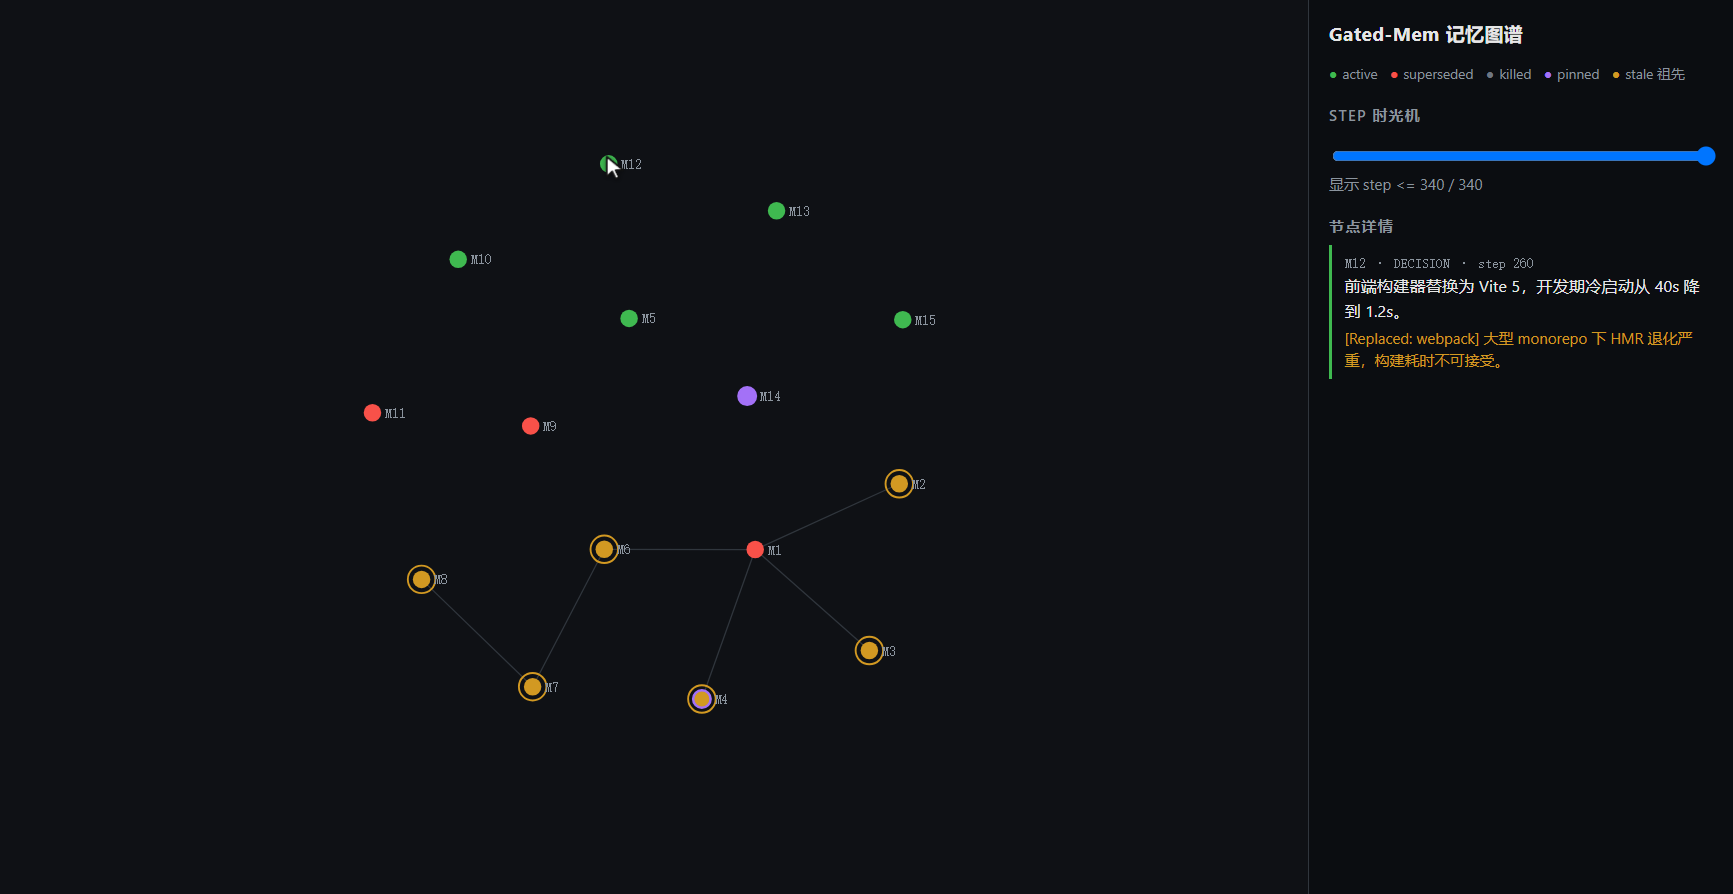 M12
M13
M10
M5
M15
M14
M11
M9
M2
M6
M1
M8
M3
M7
M4
Gated-Mem 记忆图谱
active superseded killed pinned stale 祖先
STEP 时光机
显示 step <= 340 / 340
节点详情
M12 · DECISION · step 260
前端构建器替换为 Vite 5，开发期冷启动从 40s 降
到 1.2s。
[Replaced: webpack] 大型 monorepo 下 HMR 退化严
重，构建耗时不可接受。